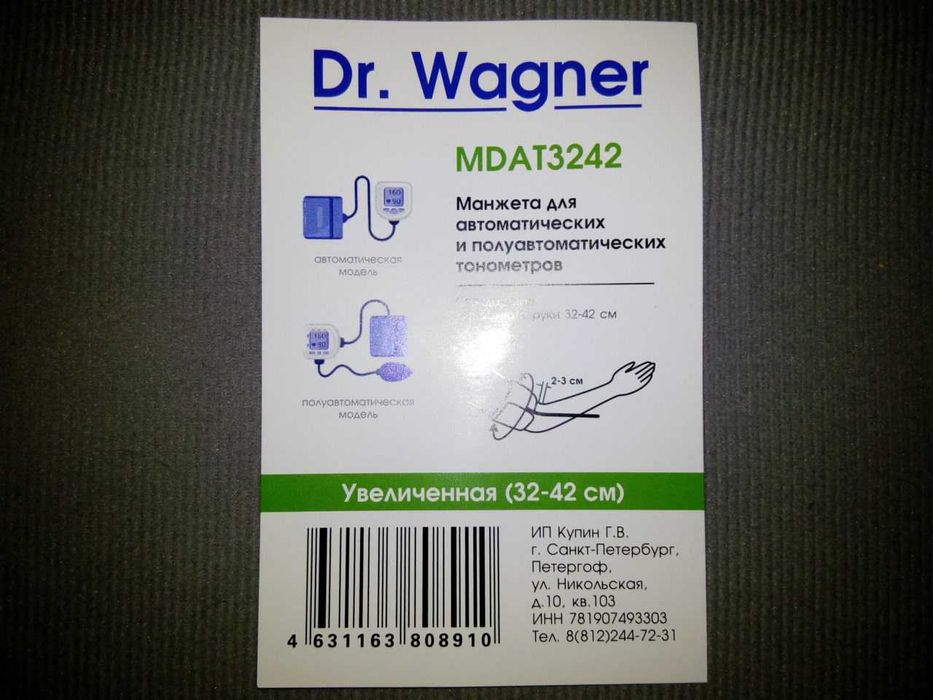 Dr. Wagner
MDAT3242
Манжета для
автоматических
и полуавтоматических
тонометров
руки 32-42 см
160
90
автоматическая
модель
160
90
полуавтоматическая
модель
2-3 см
Увеличенная (32-42 см)
4 631163 808910
ИП Купин Г.В.
г. Санкт-Петербург,
Петергоф,
ул. Никольская,
д.10, кв.103
ИНН 781907493303
Тел. 8(812)244-72-31